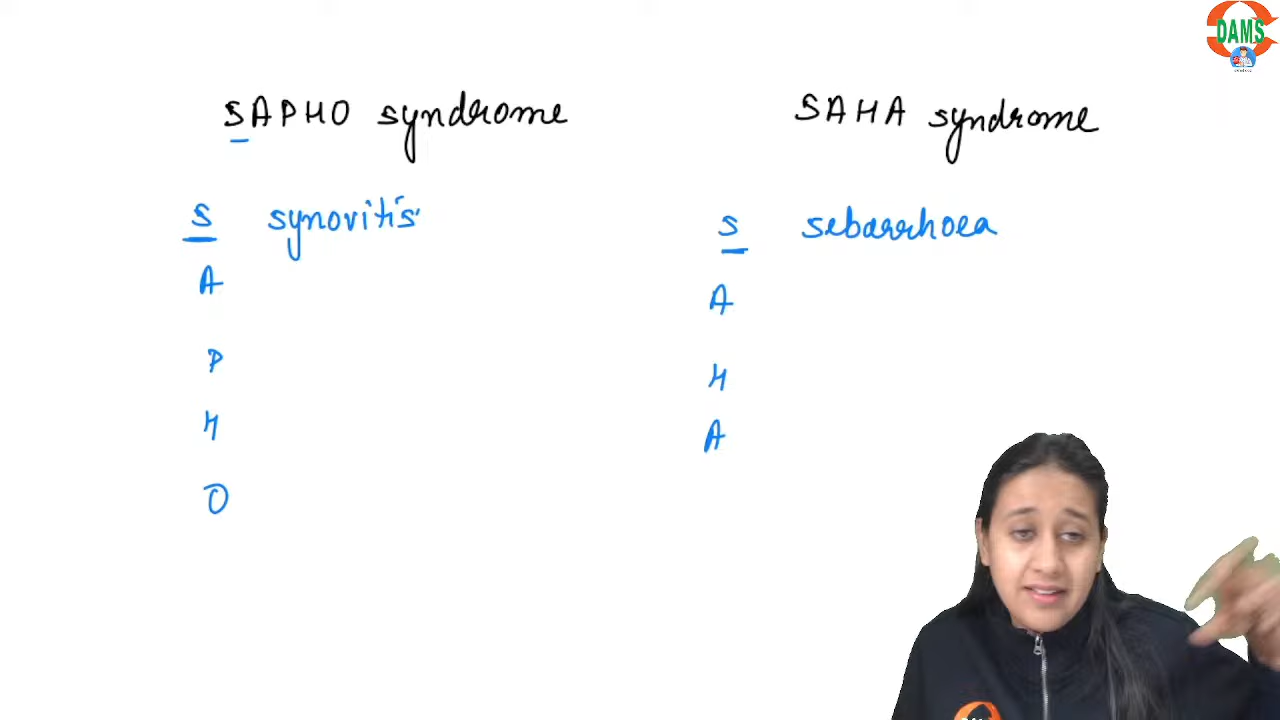 DAMS
SAPHO syndrome
SAHA syndrome
S synovitis
A
P
H
O
S sebarrhoea
A
H
A